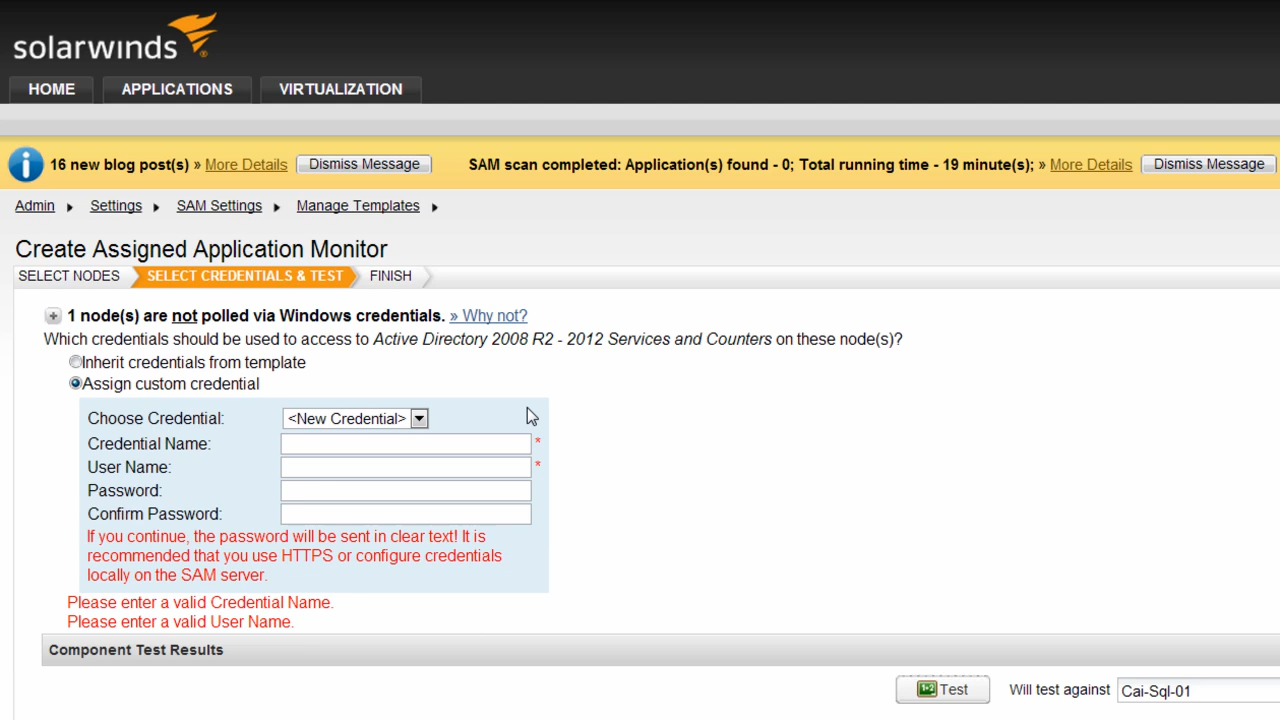 solarwinds
HOME APPLICATIONS VIRTUALIZATION
16 new blog post(s) » More Details Dismiss Message SAM scan completed: Application(s) found - 0; Total running time - 19 minute(s); » More Details Dismiss Message
Admin Settings SAM Settings Manage Templates
Create Assigned Application Monitor
SELECT NODES SELECT CREDENTIALS & TEST FINISH
1 node(s) are not polled via Windows credentials. » Why not?
Which credentials should be used to access to Active Directory 2008 R2 - 2012 Services and Counters on these node(s)?
Inherit credentials from template
Assign custom credential
Choose Credential: <New Credential>
Credential Name: *
User Name: *
Password:
Confirm Password:
If you continue, the password will be sent in clear text! It is
recommended that you use HTTPS or configure credentials
locally on the SAM server.
Please enter a valid Credential Name.
Please enter a valid User Name.
Component Test Results
Test Will test against Cai-Sql-01